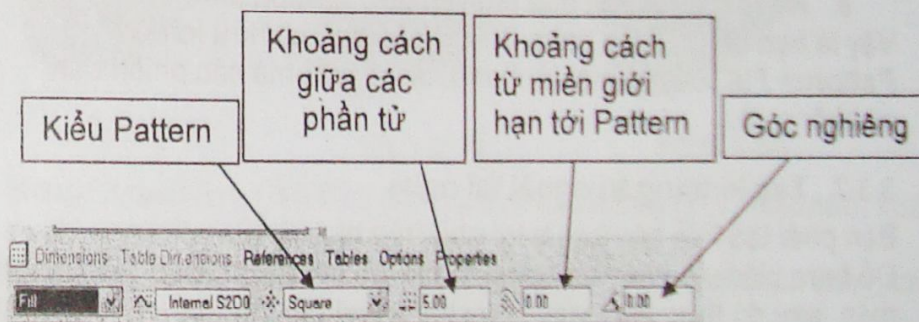 Kiểu Pattern
Khoảng cách
giữa các
phần tử
Khoảng cách
từ miền giới
hạn tới Pattern
Góc nghiêng
Dimensions Table Dimensions References Tables Options Properties
Fill Internal S2D0 Square 5.00 0.00 0.00